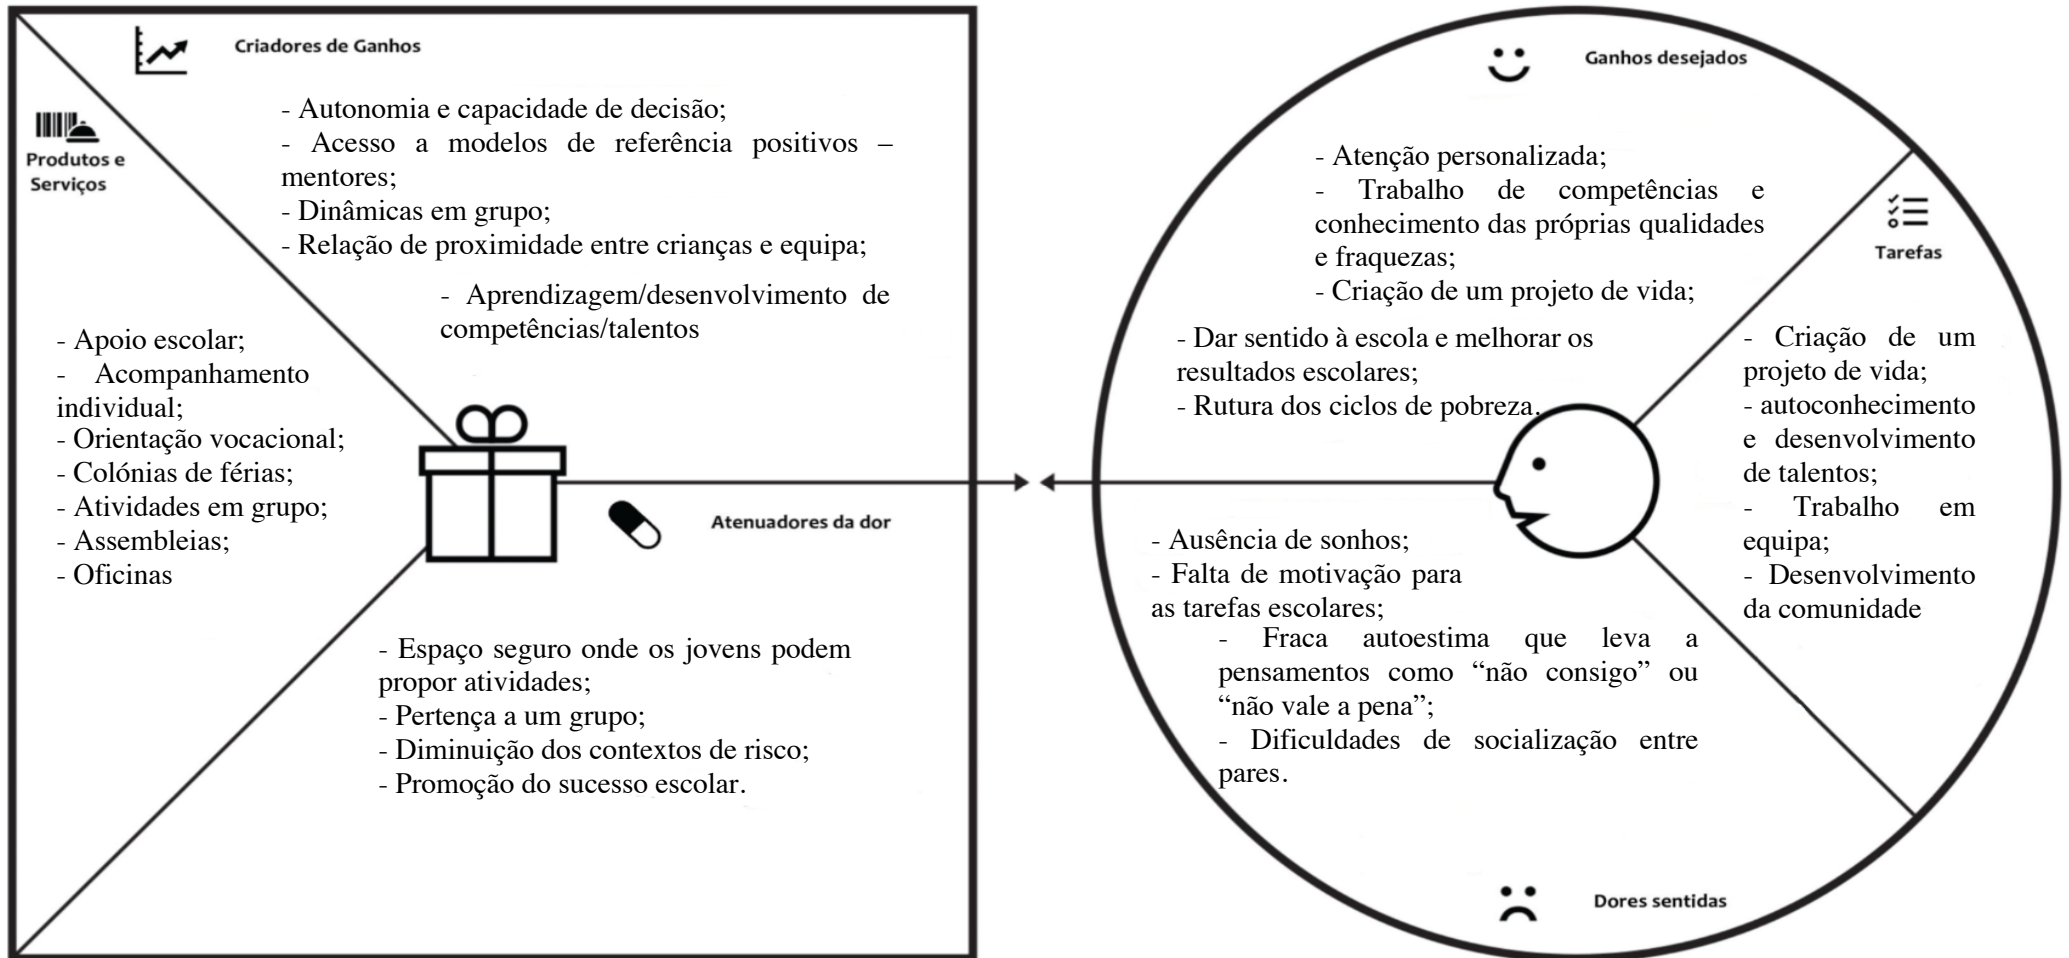 Criadores de Ganhos
- Autonomia e capacidade de decisão;
- Acesso a modelos de referência positivos –
mentores;
- Dinâmicas em grupo;
- Relação de proximidade entre crianças e equipa;
- Aprendizagem/desenvolvimento de
competências/talentos
Produtos e
Serviços
- Apoio escolar;
- Acompanhamento
individual;
- Orientação vocacional;
- Colónias de férias;
- Atividades em grupo;
- Assembleias;
- Oficinas
Atenuadores da dor
- Espaço seguro onde os jovens podem
propor atividades;
- Pertença a um grupo;
- Diminuição dos contextos de risco;
- Promoção do sucesso escolar.
Ganhos desejados
- Atenção personalizada;
- Trabalho de competências e
conhecimento das próprias qualidades
e fraquezas;
- Criação de um projeto de vida;
- Dar sentido à escola e melhorar os
resultados escolares;
- Rutura dos ciclos de pobreza.
Tarefas
- Criação de um
projeto de vida;
- autoconhecimento
e desenvolvimento
de talentos;
- Trabalho em
equipa;
- Desenvolvimento
da comunidade
- Ausência de sonhos;
- Falta de motivação para
as tarefas escolares;
- Fraca autoestima que leva a
pensamentos como “não consigo” ou
“não vale a pena”;
- Dificuldades de socialização entre
pares.
Dores sentidas